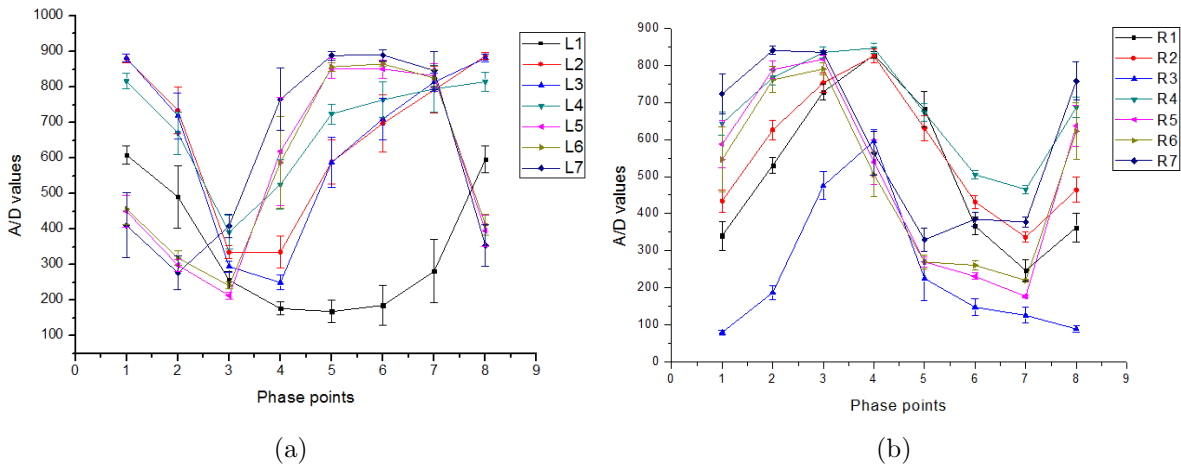 1000
900
800
700
600
500
400
300
200
100
A/D values
0 1 2 3 4 5 6 7 8 9
Phase points
L1
L2
L3
L4
L5
L6
L7
(a)
900
800
700
600
500
400
300
200
100
0
A/D values
0 1 2 3 4 5 6 7 8 9
Phase points
R1
R2
R3
R4
R5
R6
R7
(b)